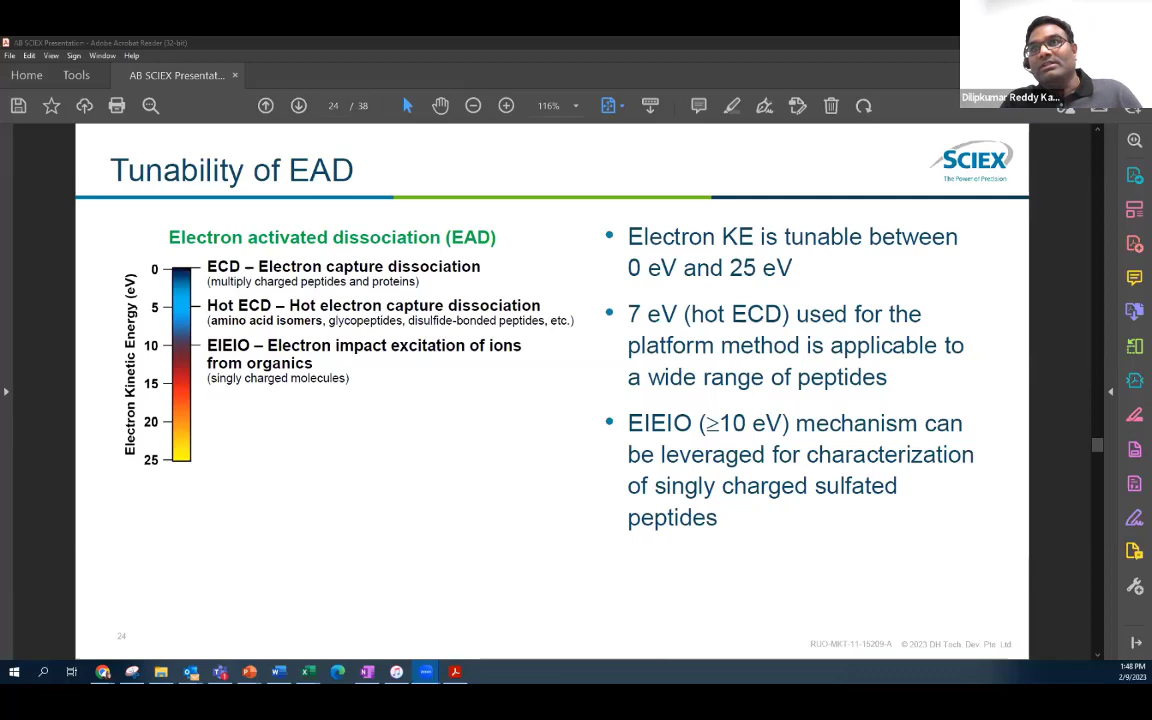 AB SCIEX Presentation - Adobe Acrobat Reader (32-bit)
File Edit View Sign Window Help
Home Tools AB SCIEX Presentat... ×
24 / 38 116%
Dilipkumar Reddy Ka...
Tunability of EAD
SCIEX
The Power of Precision
Electron activated dissociation (EAD)
Electron Kinetic Energy (eV)
0
5
10
15
20
25
ECD – Electron capture dissociation
(multiply charged peptides and proteins)
Hot ECD – Hot electron capture dissociation
(amino acid isomers, glycopeptides, disulfide-bonded peptides, etc.)
EIEIO – Electron impact excitation of ions
from organics
(singly charged molecules)
• Electron KE is tunable between
0 eV and 25 eV
• 7 eV (hot ECD) used for the
platform method is applicable to
a wide range of peptides
• EIEIO (≥10 eV) mechanism can
be leveraged for characterization
of singly charged sulfated
peptides
24
RUO-MKT-11-15209-A © 2023 DH Tech. Dev. Pte. Ltd.
1:48 PM
2/9/2023